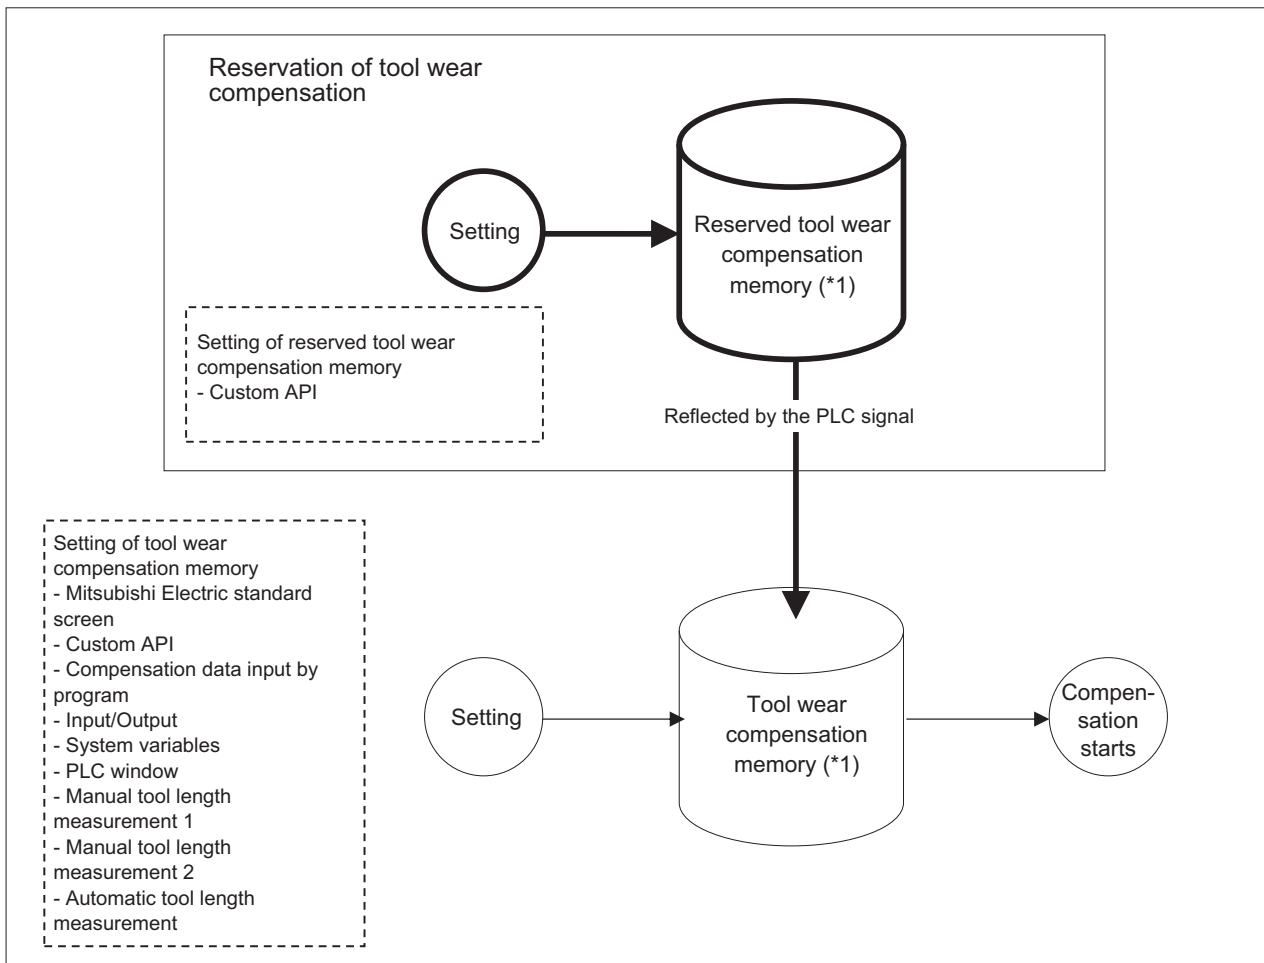 Reservation of tool wear
compensation
Setting
Reserved tool wear
compensation
memory (*1)
Setting of reserved tool wear
compensation memory
- Custom API
Reflected by the PLC signal
Setting of tool wear
compensation memory
- Mitsubishi Electric standard
screen
- Custom API
- Compensation data input by
program
- Input/Output
- System variables
- PLC window
- Manual tool length
measurement 1
- Manual tool length
measurement 2
- Automatic tool length
measurement
Setting
Tool wear
compensation
memory (*1)
Compen-
sation
starts